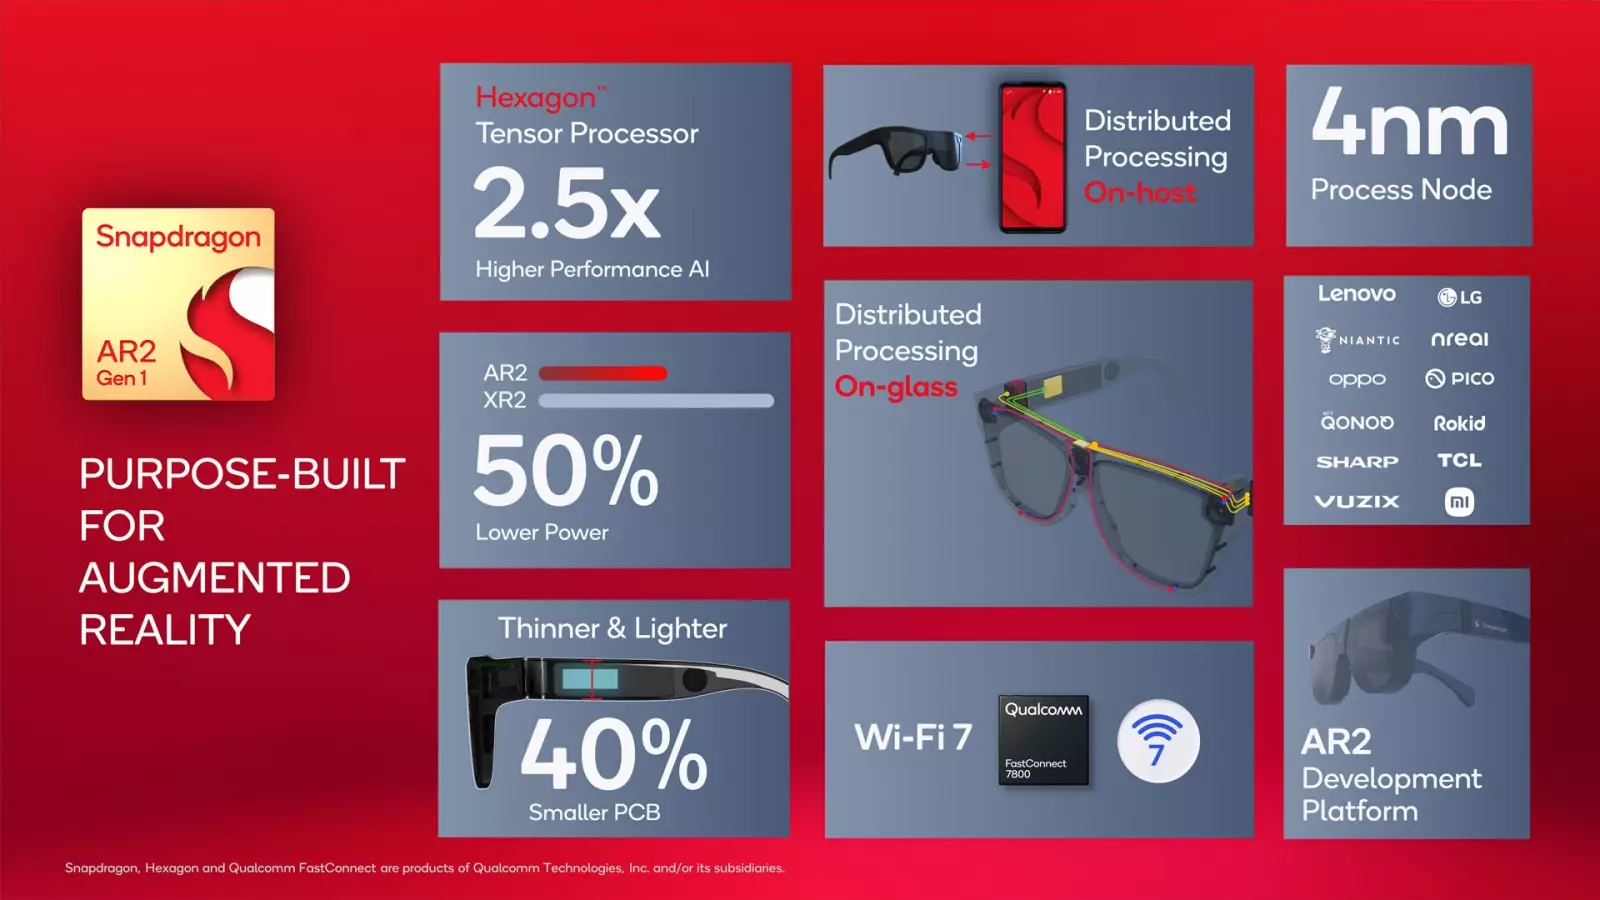 Snapdragon
AR2
Gen 1
PURPOSE-BUILT
FOR
AUGMENTED
REALITY
Hexagon™
Tensor Processor
2.5x
Higher Performance AI
AR2
XR2
50%
Lower Power
Thinner & Lighter
40%
Smaller PCB
Distributed
Processing
On-host
Distributed
Processing
On-glass
Wi-Fi 7
Qualcomm
FastConnect
7800
7
4nm
Process Node
Lenovo
LG
NIANTIC
nreal
oppo
PICO
QONOQ
Rokid
SHARP
TCL
VUZIX
mi
AR2
Development
Platform
Snapdragon, Hexagon and Qualcomm FastConnect are products of Qualcomm Technologies, Inc. and/or its subsidiaries.